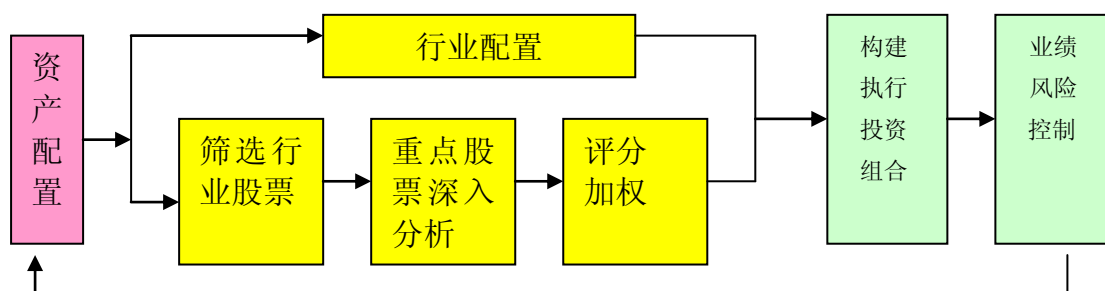 资
产
配
置
行业配置
筛选行
业股票
重点股
票深入
分析
评分
加权
构建
执行
投资
组合
业绩
风险
控制